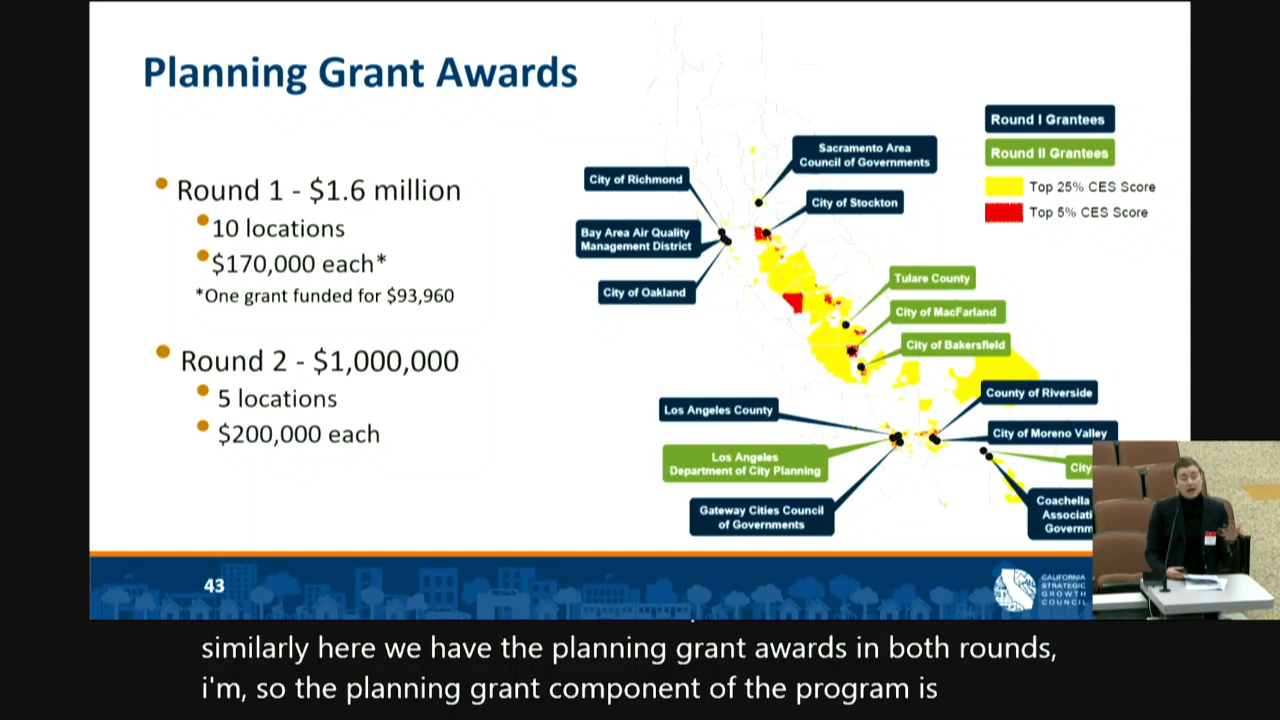 Planning Grant Awards
Round 1 - $1.6 million
10 locations
$170,000 each*
*One grant funded for $93,960
Round 2 - $1,000,000
5 locations
$200,000 each
Round I Grantees
Round II Grantees
Top 25% CES Score
Top 5% CES Score
Sacramento Area
Council of Governments
City of Richmond
City of Stockton
Bay Area Air Quality
Management District
City of Oakland
Tulare County
City of MacFarland
City of Bakersfield
County of Riverside
Los Angeles County
City of Moreno Valley
Los Angeles
Department of City Planning
City
Gateway Cities Council
of Governments
Coachella
Associati
Governm
43
CALIFORNIA
STRATEGIC
GROWTH
COUNCIL
similarly here we have the planning grant awards in both rounds,
i'm, so the planning grant component of the program is